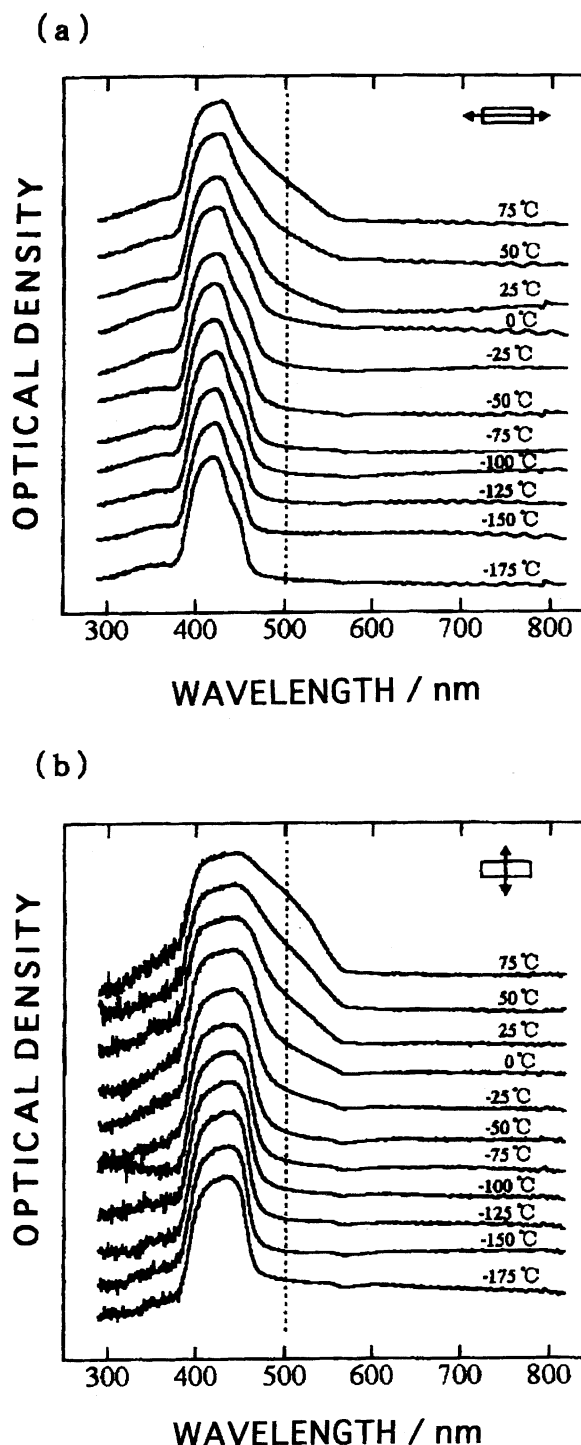 (a)
OPTICAL DENSITY
75℃
50℃
25℃
0℃
-25℃
-50℃
-75℃
-100℃
-125℃
-150℃
-175℃
300 400 500 600 700 800
WAVELENGTH / nm
(b)
OPTICAL DENSITY
75℃
50℃
25℃
0℃
-25℃
-50℃
-75℃
-100℃
-125℃
-150℃
-175℃
300 400 500 600 700 800
WAVELENGTH / nm